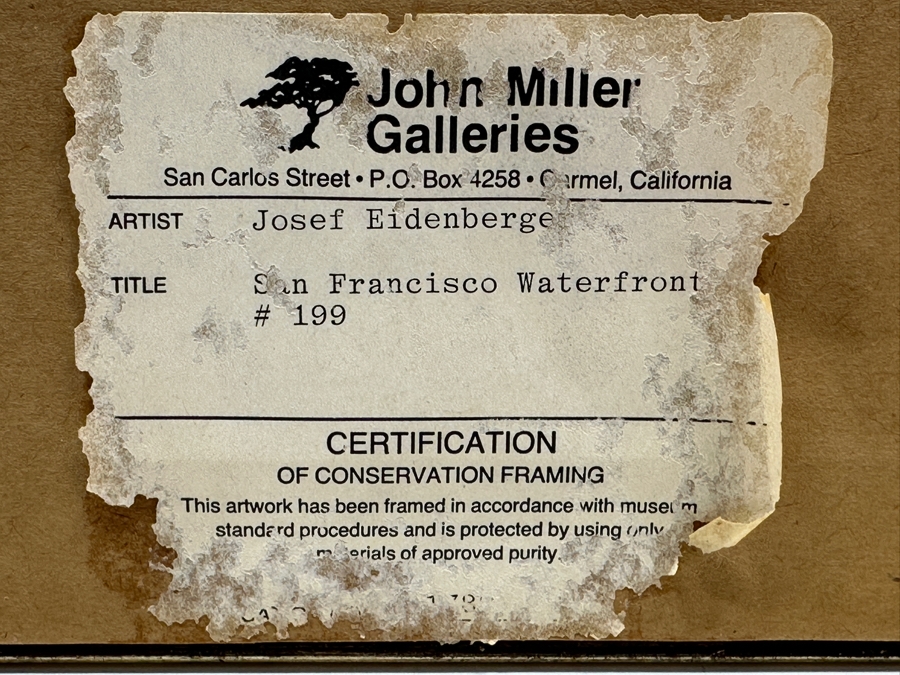 John Miller
Galleries
San Carlos Street • P.O. Box 4258 • Carmel, California
ARTIST Josef Eidenberge
TITLE San Francisco Waterfront
# 199
CERTIFICATION
OF CONSERVATION FRAMING
This artwork has been framed in accordance with museum
standard procedures and is protected by using only
materials of approved purity.